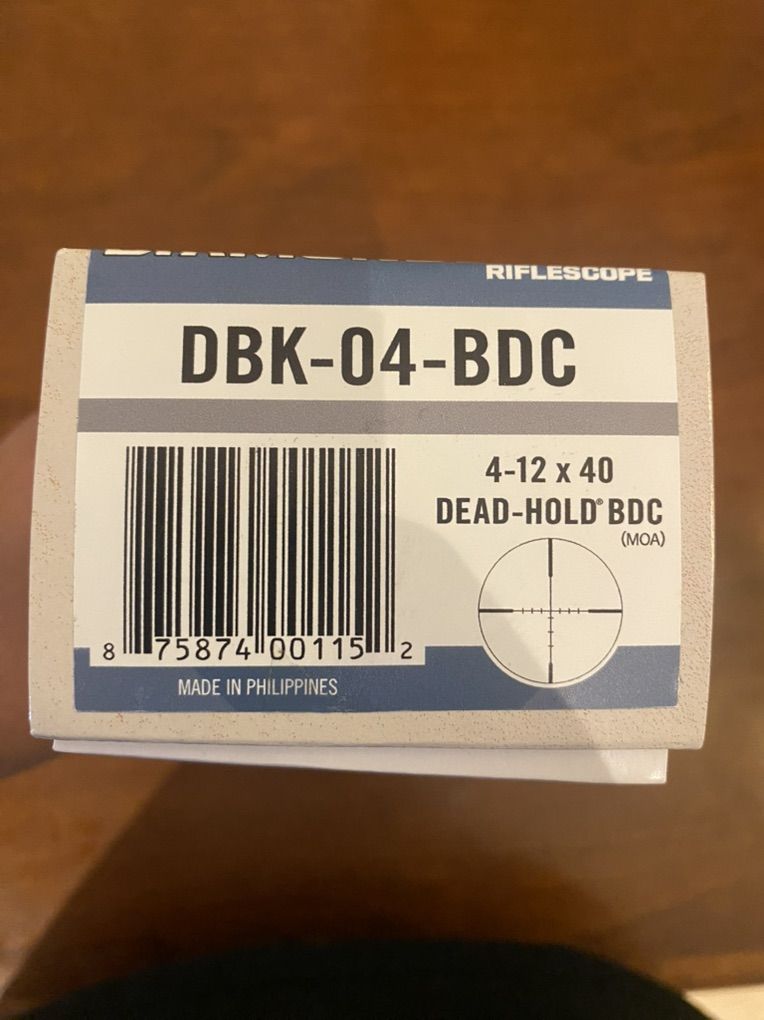 RIFLESCOPE
DBK-04-BDC
4-12 x 40
DEAD-HOLD® BDC
(MOA)
8 75874 00115 2
MADE IN PHILIPPINES